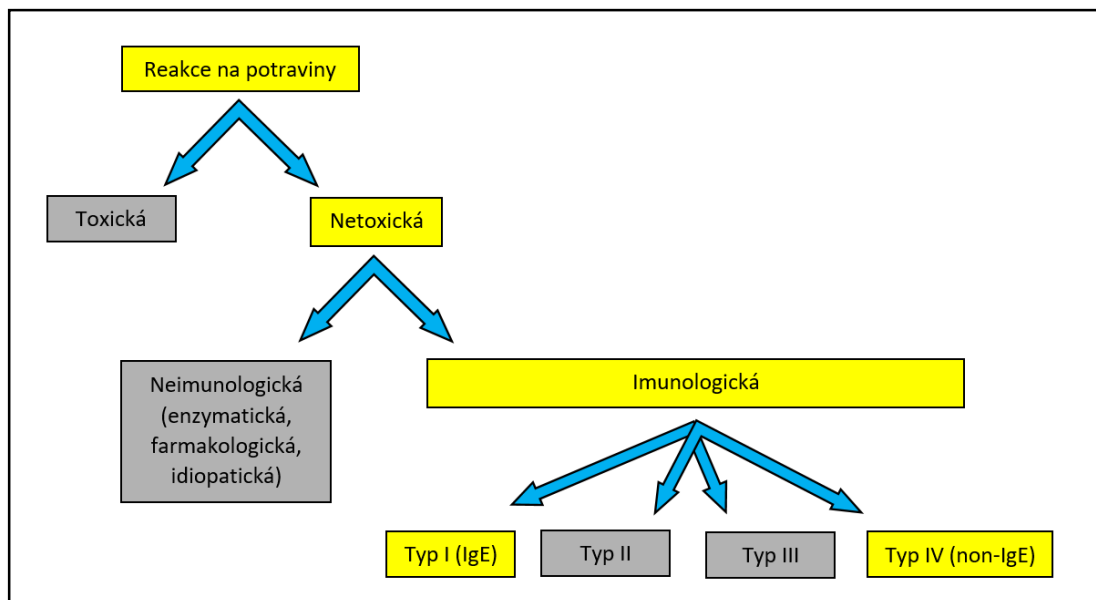 Reakce na potraviny
Toxická
Netoxická
Neimunologická
(enzymatická,
farmakologická,
idiopatická)
Imunologická
Typ I (IgE)
Typ II
Typ III
Typ IV (non-IgE)